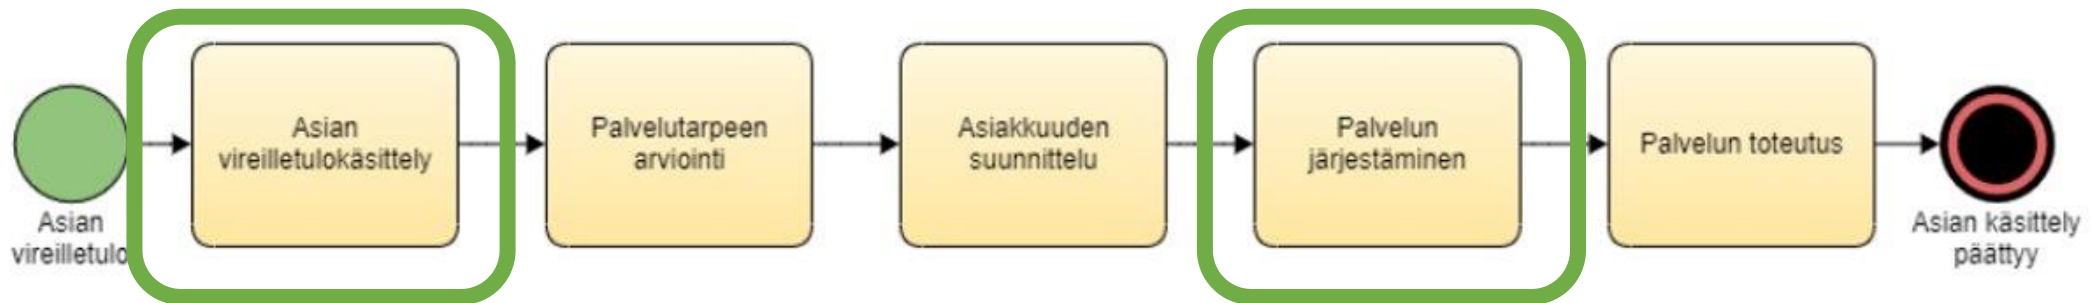 Asian
vireilletulo
Asian
vireilletulokäsittely
Palvelutarpeen
arviointi
Asiakkuuden
suunnittelu
Palvelun
järjestäminen
Palvelun toteutus
Asian käsittely
päättyy